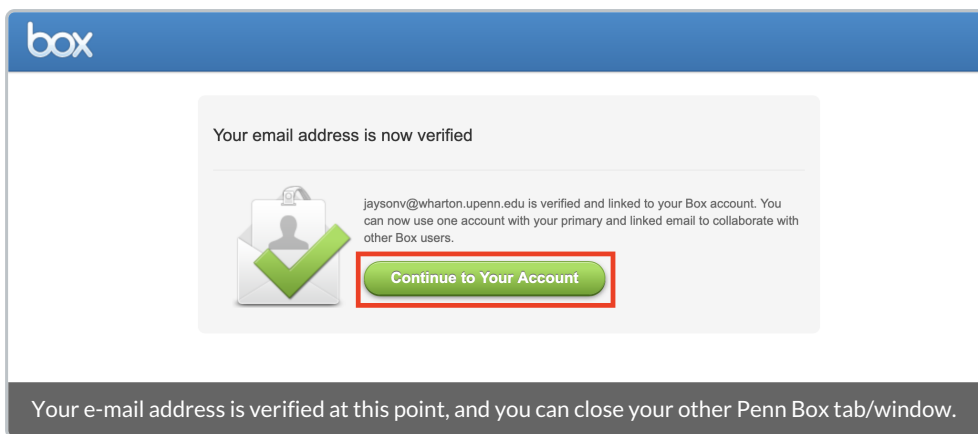 box
Your email address is now verified
jaysonv@wharton.upenn.edu is verified and linked to your Box account. You
can now use one account with your primary and linked email to collaborate with
other Box users.
Continue to Your Account
Your e-mail address is verified at this point, and you can close your other Penn Box tab/window.